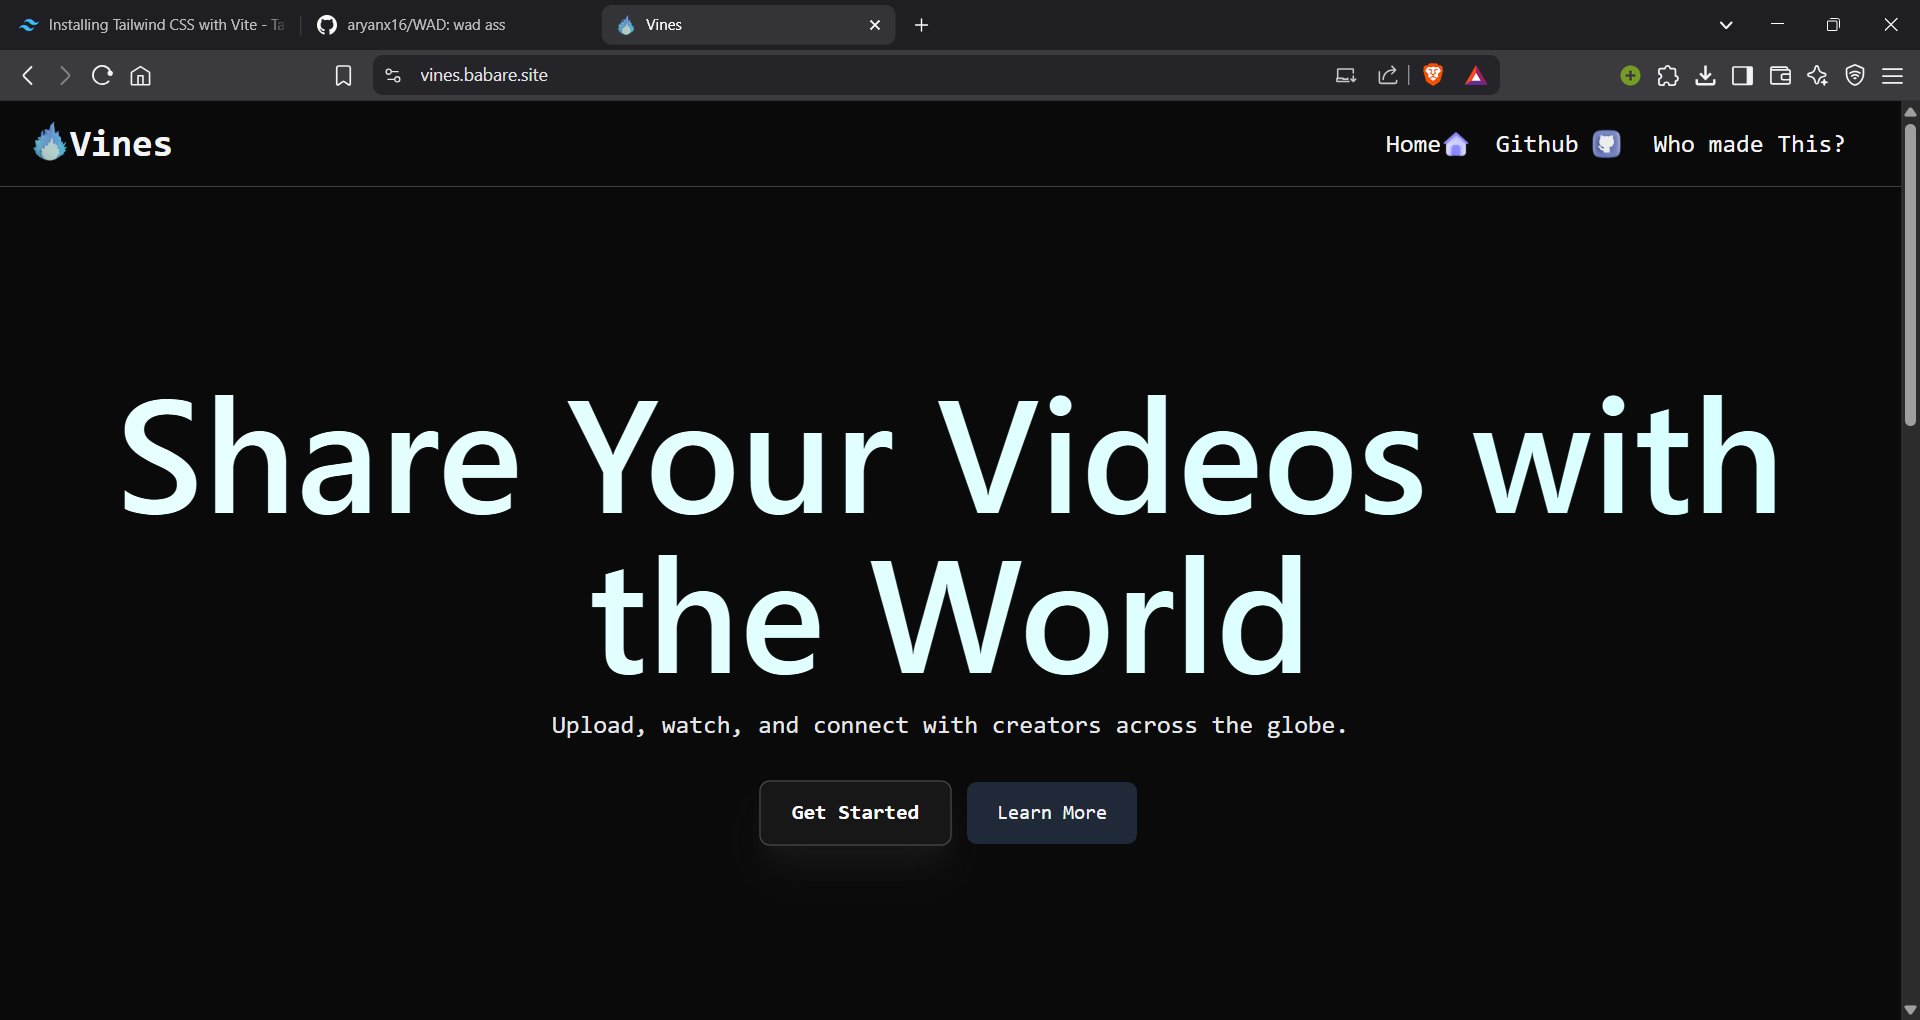 Installing Tailwind CSS with Vite - Ta
aryanx16/WAD: wad ass
Vines
vines.babare.site
Vines
Home
Github
Who made This?
Share Your Videos with
the World
Upload, watch, and connect with creators across the globe.
Get Started
Learn More